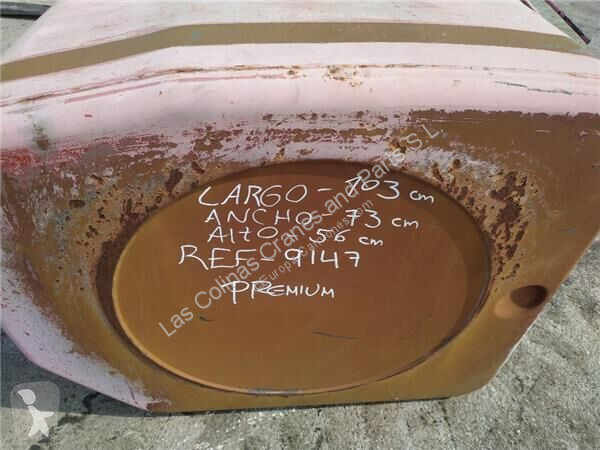 LARGO - 103 cm
ANCHO - 73 cm
Alto 56 cm
REF - 9147
PREMIUM
Las Colinas Cranes and Parts S.L.